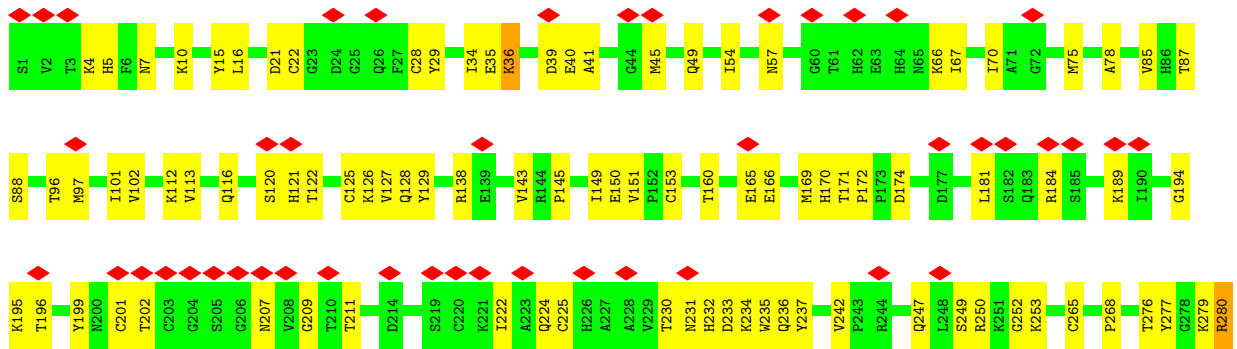 S1 V2 T3 K4 H5 F6 N7 K10 Y15 L16 D21 C22 G23 D24 G25 Q26 F27 C28 Y29 I34 E35 K36 D39 E40 A41 G44 M45 Q49 I54 N57 G60 T61 H62 E63 H64 N65 K66 I67 I70 A71 G72 M75 A78 V85 H86 T87
S88 T96 M97 I101 V102 K112 V113 Q116 S120 H121 T122 C125 K126 V127 Q128 Y129 R138 E139 V143 R144 P145 I149 E150 V151 P152 C153 T160 E165 E166 M169 H170 T171 P172 P173 D174 D177 L181 S182 Q183 R184 S185 K189 I190 G194
K195 T196 Y199 N200 C201 T202 C203 G204 S205 G206 N207 V208 G209 T210 T211 D214 S219 C220 K221 I222 A223 Q224 C225 H226 A227 A228 V229 T230 N231 H232 D233 K234 W235 Q236 Y237 V242 P243 R244 Q247 L248 S249 R250 K251 G252 K253 C265 P268 T276 Y277 G278 K279 R280